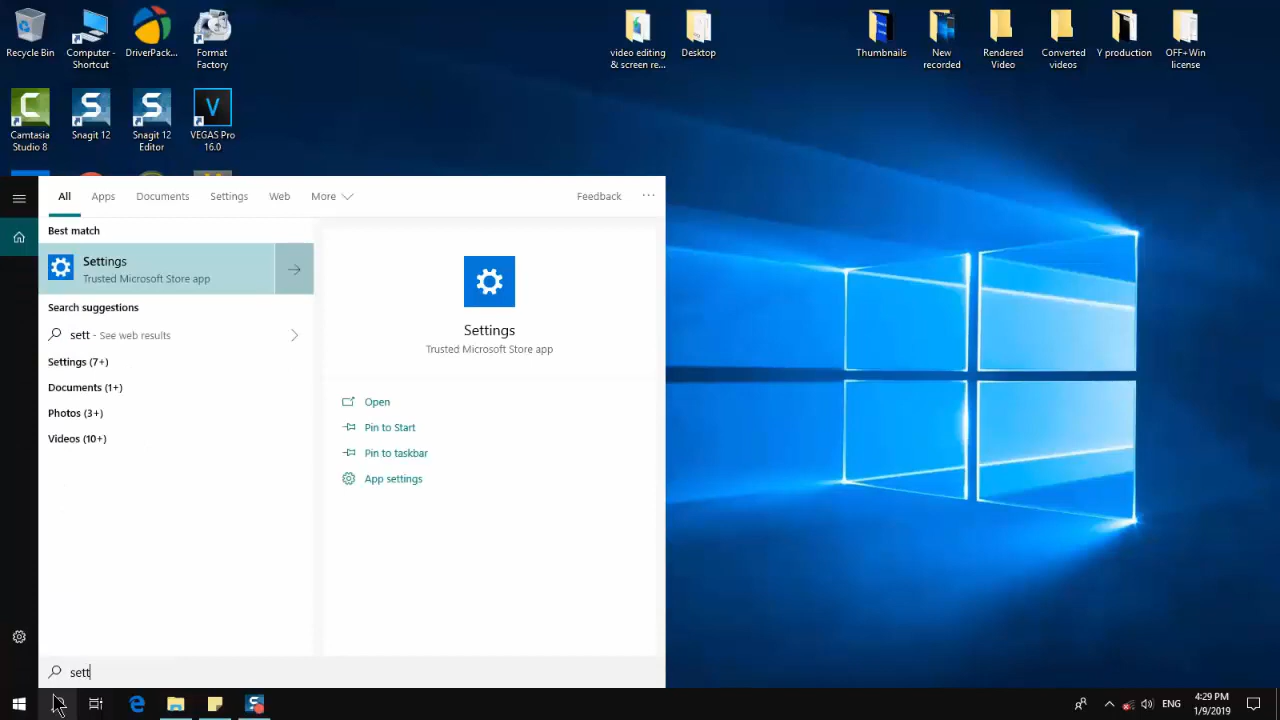 Recycle Bin
Computer -
Shortcut
DriverPack...
Format
Factory
video editing
& screen re...
Desktop
Thumbnails
New
recorded
Rendered
Video
Converted
videos
Y production
OFF+Win
license
Camtasia
Studio 8
Snagit 12
Snagit 12
Editor
VEGAS Pro
16.0
All Apps Documents Settings Web More Feedback ...
Best match
Settings
Trusted Microsoft Store app
Search suggestions
sett - See web results
Settings (7+)
Documents (1+)
Photos (3+)
Videos (10+)
Settings
Trusted Microsoft Store app
Open
Pin to Start
Pin to taskbar
App settings
sett
ENG
4:29 PM
1/9/2019